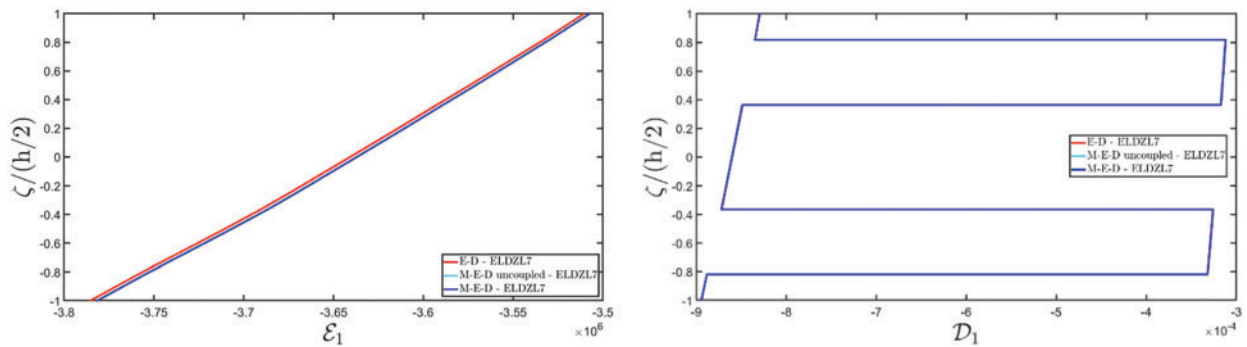 1
0.8
0.6
0.4
0.2
0
-0.2
-0.4
-0.6
-0.8
-1
ζ/(h/2)
E-D - ELDZL7
M-E-D uncoupled - ELDZL7
M-E-D - ELDZL7
-3.8 -3.75 -3.7 -3.65 -3.6 -3.55 -3.5
ℰ₁
×10⁶
1
0.8
0.6
0.4
0.2
0
-0.2
-0.4
-0.6
-0.8
-1
ζ/(h/2)
E-D - ELDZL7
M-E-D uncoupled - ELDZL7
M-E-D - ELDZL7
-9 -8 -7 -6 -5 -4 -3
𝒟₁
×10⁻⁴